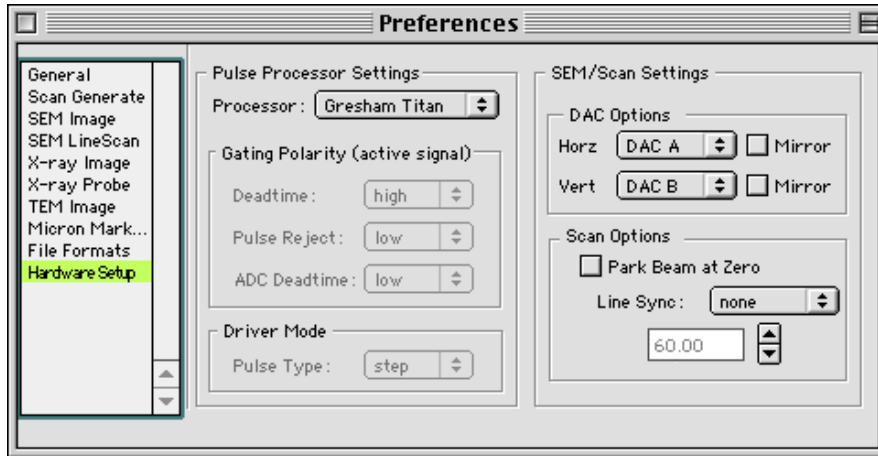 Preferences
General
Scan Generate
SEM Image
SEM LineScan
X-ray Image
X-ray Probe
TEM Image
Micron Mark...
File Formats
Hardware Setup
Pulse Processor Settings
Processor: Gresham Titan
Gating Polarity (active signal)
Deadtime: high
Pulse Reject: low
ADC Deadtime: low
Driver Mode
Pulse Type: step
SEM/Scan Settings
DAC Options
Horz DAC A Mirror
Vert DAC B Mirror
Scan Options
Park Beam at Zero
Line Sync: none
60.00